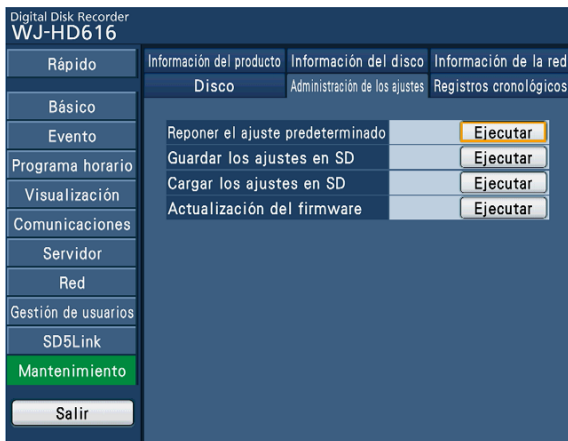 Digital Disk Recorder
WJ-HD616
Rápido
Básico
Evento
Programa horario
Visualización
Comunicaciones
Servidor
Red
Gestión de usuarios
SD5Link
Mantenimiento
Salir
Información del producto Información del disco Información de la red
Disco Administración de los ajustes Registros cronológicos
Reponer el ajuste predeterminado Ejecutar
Guardar los ajustes en SD Ejecutar
Cargar los ajustes en SD Ejecutar
Actualización del firmware Ejecutar